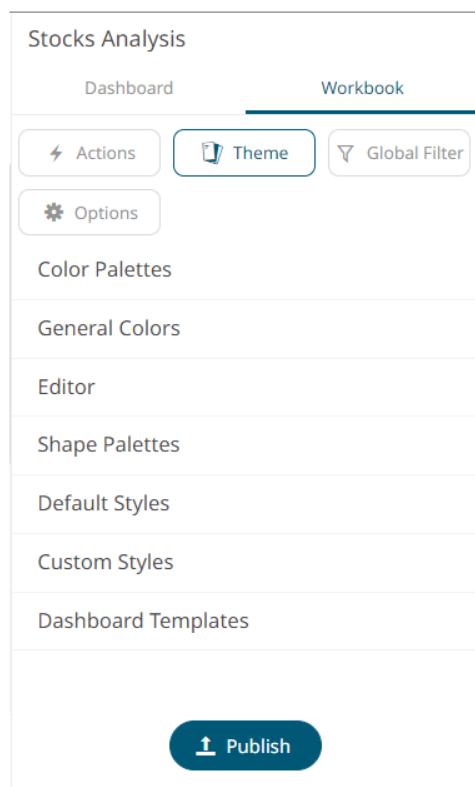 Stocks Analysis
Dashboard Workbook
Actions Theme Global Filter
Options
Color Palettes
General Colors
Editor
Shape Palettes
Default Styles
Custom Styles
Dashboard Templates
Publish